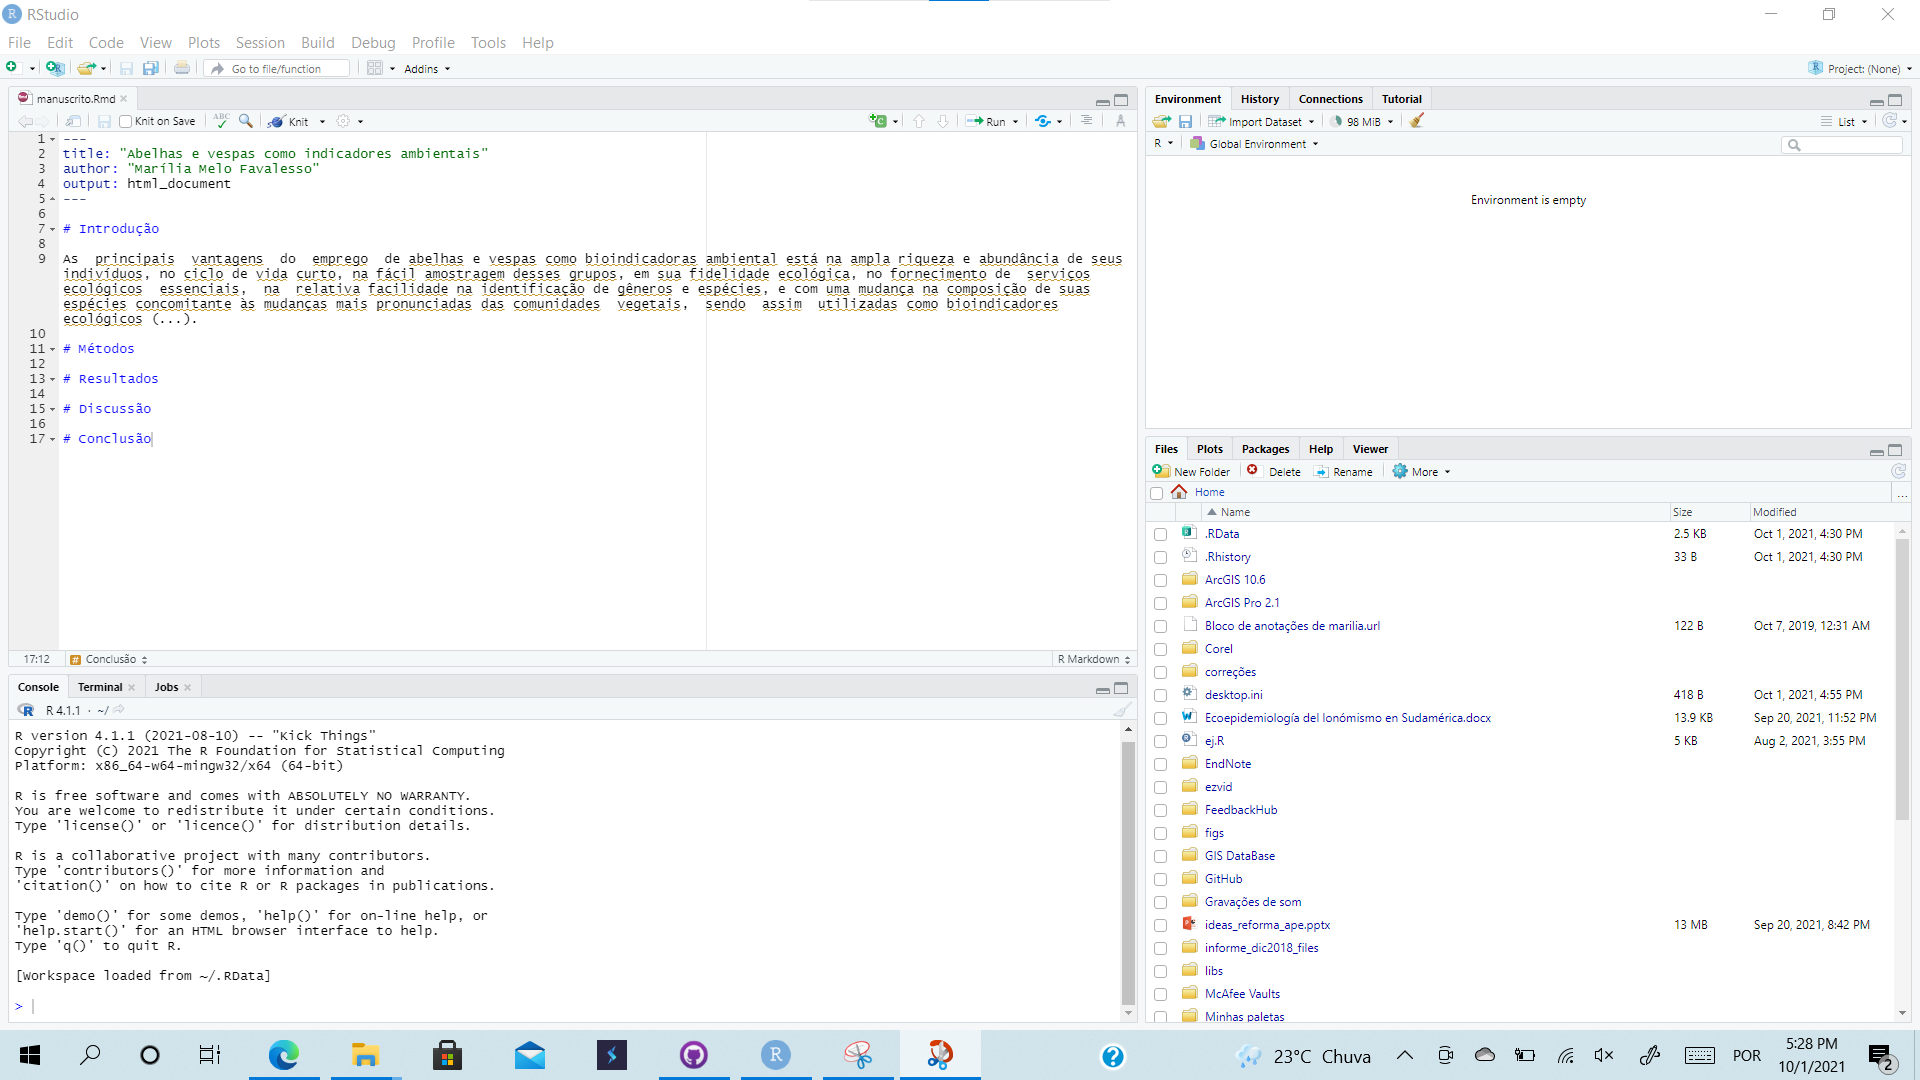 RStudio
File Edit Code View Plots Session Build Debug Profile Tools Help
Go to file/function Addins Project: (None)
manuscrito.Rmd
Knit on Save ABC Knit Run
1 ---
2 title: "Abelhas e vespas como indicadores ambientais"
3 author: "Marília Melo Favalesso"
4 output: html_document
5 ---
6
7 # Introdução
8
9 As principais vantagens do emprego de abelhas e vespas como bioindicadoras ambiental está na ampla riqueza e abundância de seus
indivíduos, no ciclo de vida curto, na fácil amostragem desses grupos, em sua fidelidade ecológica, no fornecimento de serviços
ecológicos essenciais, na relativa facilidade na identificação de gêneros e espécies, e com uma mudança na composição de suas
espécies concomitante às mudanças mais pronunciadas das comunidades vegetais, sendo assim utilizadas como bioindicadores
ecológicos (...).
10
11 # Métodos
12
13 # Resultados
14
15 # Discussão
16
17 # Conclusão
17:12 # Conclusão R Markdown
Console Terminal Jobs
R R 4.1.1 · ~/
R version 4.1.1 (2021-08-10) -- "Kick Things"
Copyright (C) 2021 The R Foundation for Statistical Computing
Platform: x86_64-w64-mingw32/x64 (64-bit)
R is free software and comes with ABSOLUTELY NO WARRANTY.
You are welcome to redistribute it under certain conditions.
Type 'license()' or 'licence()' for distribution details.
R is a collaborative project with many contributors.
Type 'contributors()' for more information and
'citation()' on how to cite R or R packages in publications.
Type 'demo()' for some demos, 'help()' for on-line help, or
'help.start()' for an HTML browser interface to help.
Type 'q()' to quit R.
[Workspace loaded from ~/.RData]
>
Environment History Connections Tutorial
Import Dataset 98 MiB List
R Global Environment
Environment is empty
Files Plots Packages Help Viewer
New Folder Delete Rename More
Home ...
Name Size Modified
.RData 2.5 KB Oct 1, 2021, 4:30 PM
.Rhistory 33 B Oct 1, 2021, 4:30 PM
ArcGIS 10.6
ArcGIS Pro 2.1
Bloco de anotações de marilia.url 122 B Oct 7, 2019, 12:31 AM
Corel
correções
desktop.ini 418 B Oct 1, 2021, 4:55 PM
Ecoepidemiología del lonómismo en Sudamérica.docx 13.9 KB Sep 20, 2021, 11:52 PM
ej.R 5 KB Aug 2, 2021, 3:55 PM
EndNote
ezvid
FeedbackHub
figs
GIS DataBase
GitHub
Gravações de som
ideas_reforma_ape.pptx 13 MB Sep 20, 2021, 8:42 PM
informe_dic2018_files
libs
McAfee Vaults
Minhas paletas
R ? 23°C Chuva POR 5:28 PM
10/1/2021 2